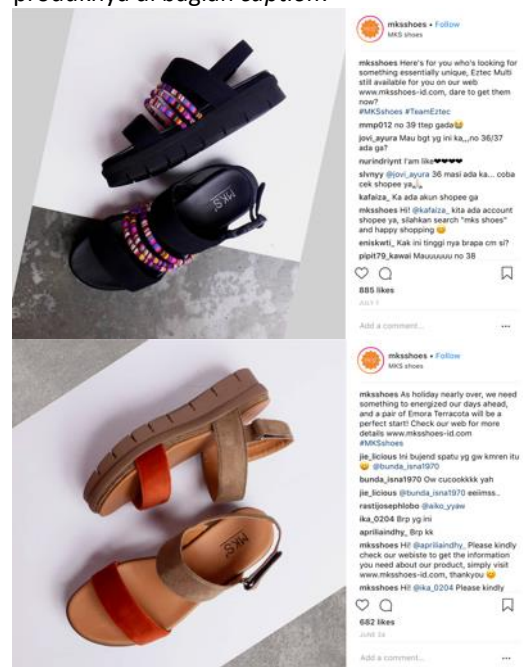 produknya di bagian caption.
mksshoes • Follow
MKS shoes
mksshoes Here's for you who's looking for
something essentially unique, Eztec Multi
still available for you on our web
www.mksshoes-id.com, dare to get them
now?
#MKSshoes #TeamEztec
mmp012 no 39 ttep gada😭
jovi_ayura Mau bgt yg ini ka,,,no 36/37
ada ga?
nurindriynt I'am like❤❤❤❤
slvnyy @jovi_ayura 36 masi ada ka... coba
cek shopee ya
kafaiza_ Ka ada akun shopee ga
mksshoes Hi! @kafaiza_ kita ada account
shopee ya, silahkan search "mks shoes"
and happy shopping 😊
eniskwti_ Kak ini tinggi nya brapa cm si?
pipit79_kawai Mauuuuuu no 38
885 likes
JULY 1
Add a comment...
MKS
mksshoes • Follow
MKS shoes
mksshoes As holiday nearly over, we need
something to energized our days ahead,
and a pair of Emora Terracota will be a
perfect start! Check our web for more
details www.mksshoes-id.com
#MKSshoes
jie_licious Ini bujend spatu yg gw kmren itu
😄 @bunda_isna1970
bunda_isna1970 Ow cucookkkk yah
jie_licious @bunda_isna1970 eeiimss..
rastijosephlobo @aiko_yyaw
ika_0204 Brp yg ini
apriliaindhy_ Brp kk
mksshoes Hi! @apriliaindhy_ Please kindly
check our webiste to get the information
you need about our product, simply visit
www.mksshoes-id.com, thankyou 😊
mksshoes Hi! @ika_0204 Please kindly
682 likes
JUNE 24
Add a comment...
MKS